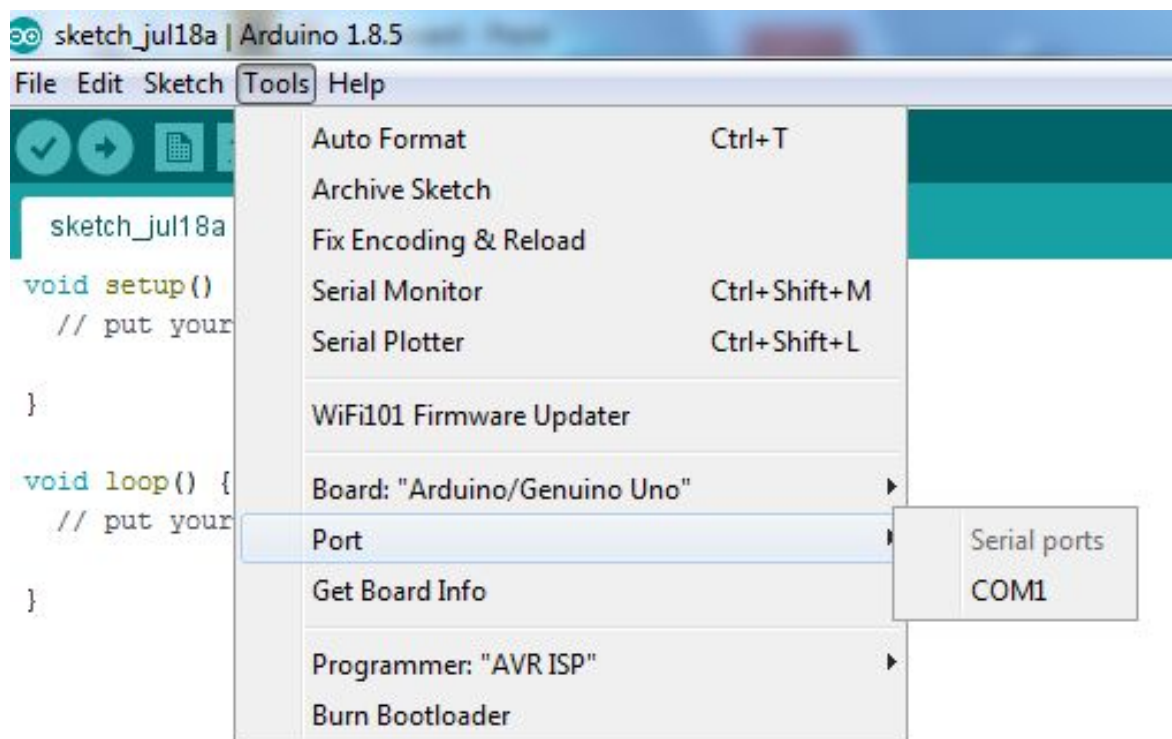 sketch_jul18a | Arduino 1.8.5
File Edit Sketch Tools Help
Auto Format Ctrl+T
Archive Sketch
sketch_jul18a
Fix Encoding & Reload
void setup()
Serial Monitor Ctrl+Shift+M
// put your
Serial Plotter Ctrl+Shift+L
}
WiFi101 Firmware Updater
void loop() {
Board: "Arduino/Genuino Uno"
// put your
Port
Serial ports
}
Get Board Info
COM1
Programmer: "AVR ISP"
Burn Bootloader